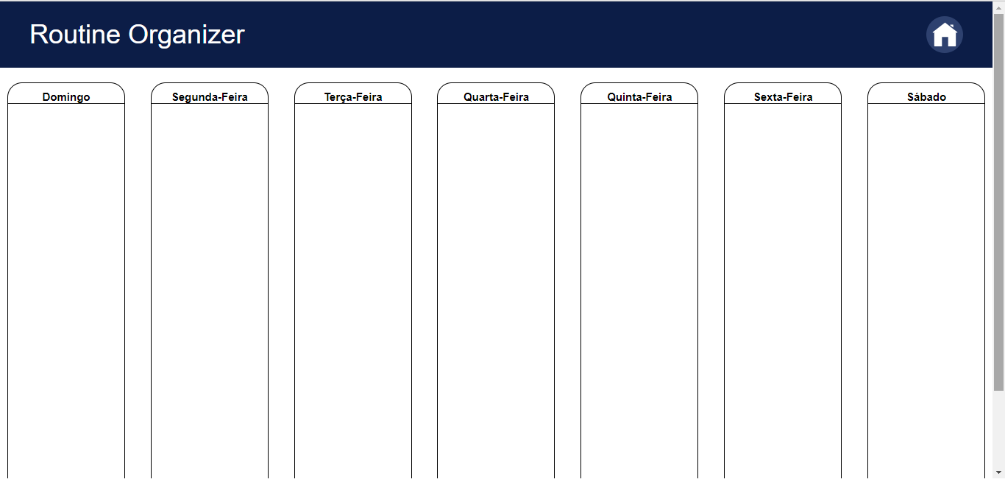 Routine Organizer
Domingo
Segunda-Feira
Terça-Feira
Quarta-Feira
Quinta-Feira
Sexta-Feira
Sábado